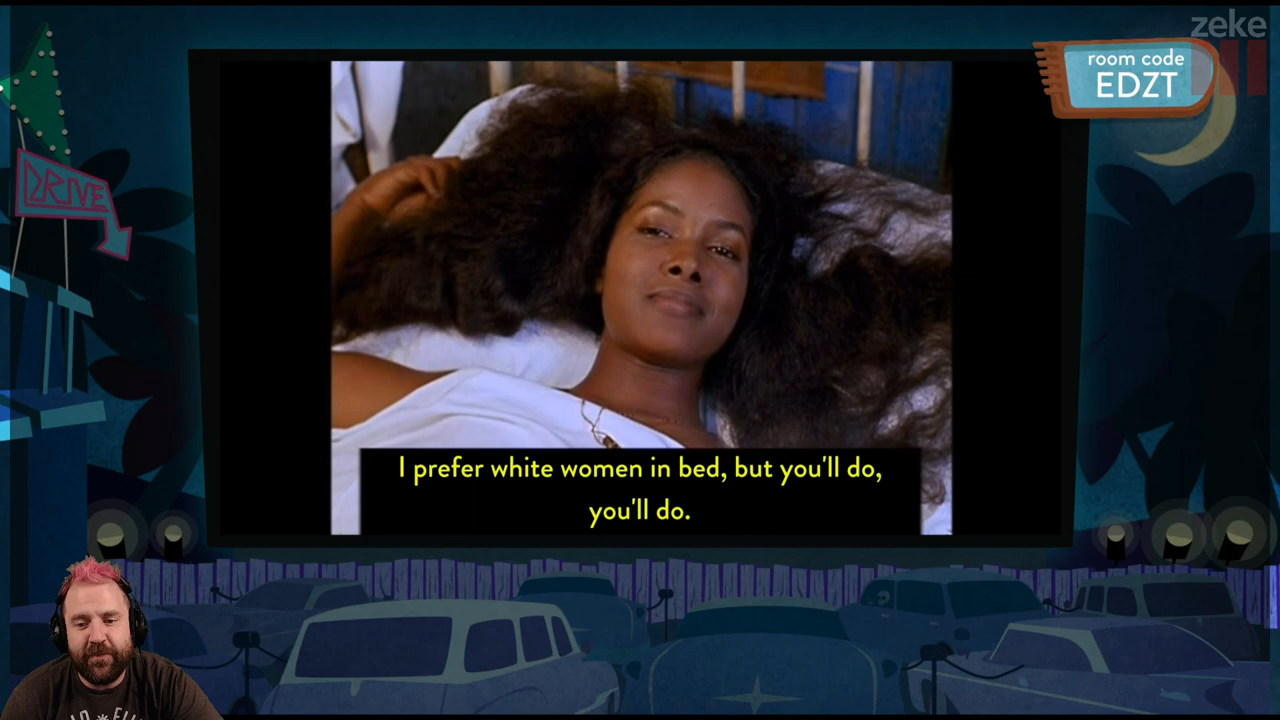 zeke
room code
EDZT
DRIVE
I prefer white women in bed, but you'll do,
you'll do.